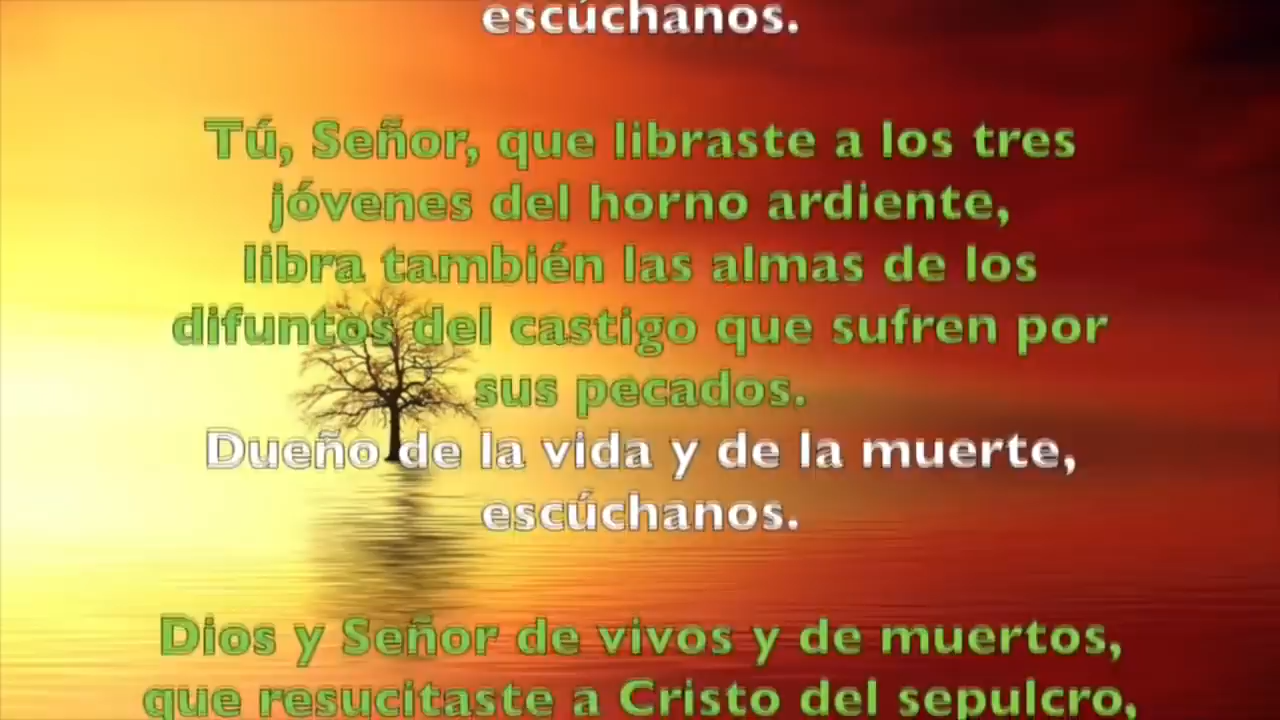 escúchanos.
Tú, Señor, que libraste a los tres
jóvenes del horno ardiente,
libra también las almas de los
difuntos del castigo que sufren por
sus pecados.
Dueño de la vida y de la muerte,
escúchanos.
Dios y Señor de vivos y de muertos,
que resucitaste a Cristo del sepulcro,